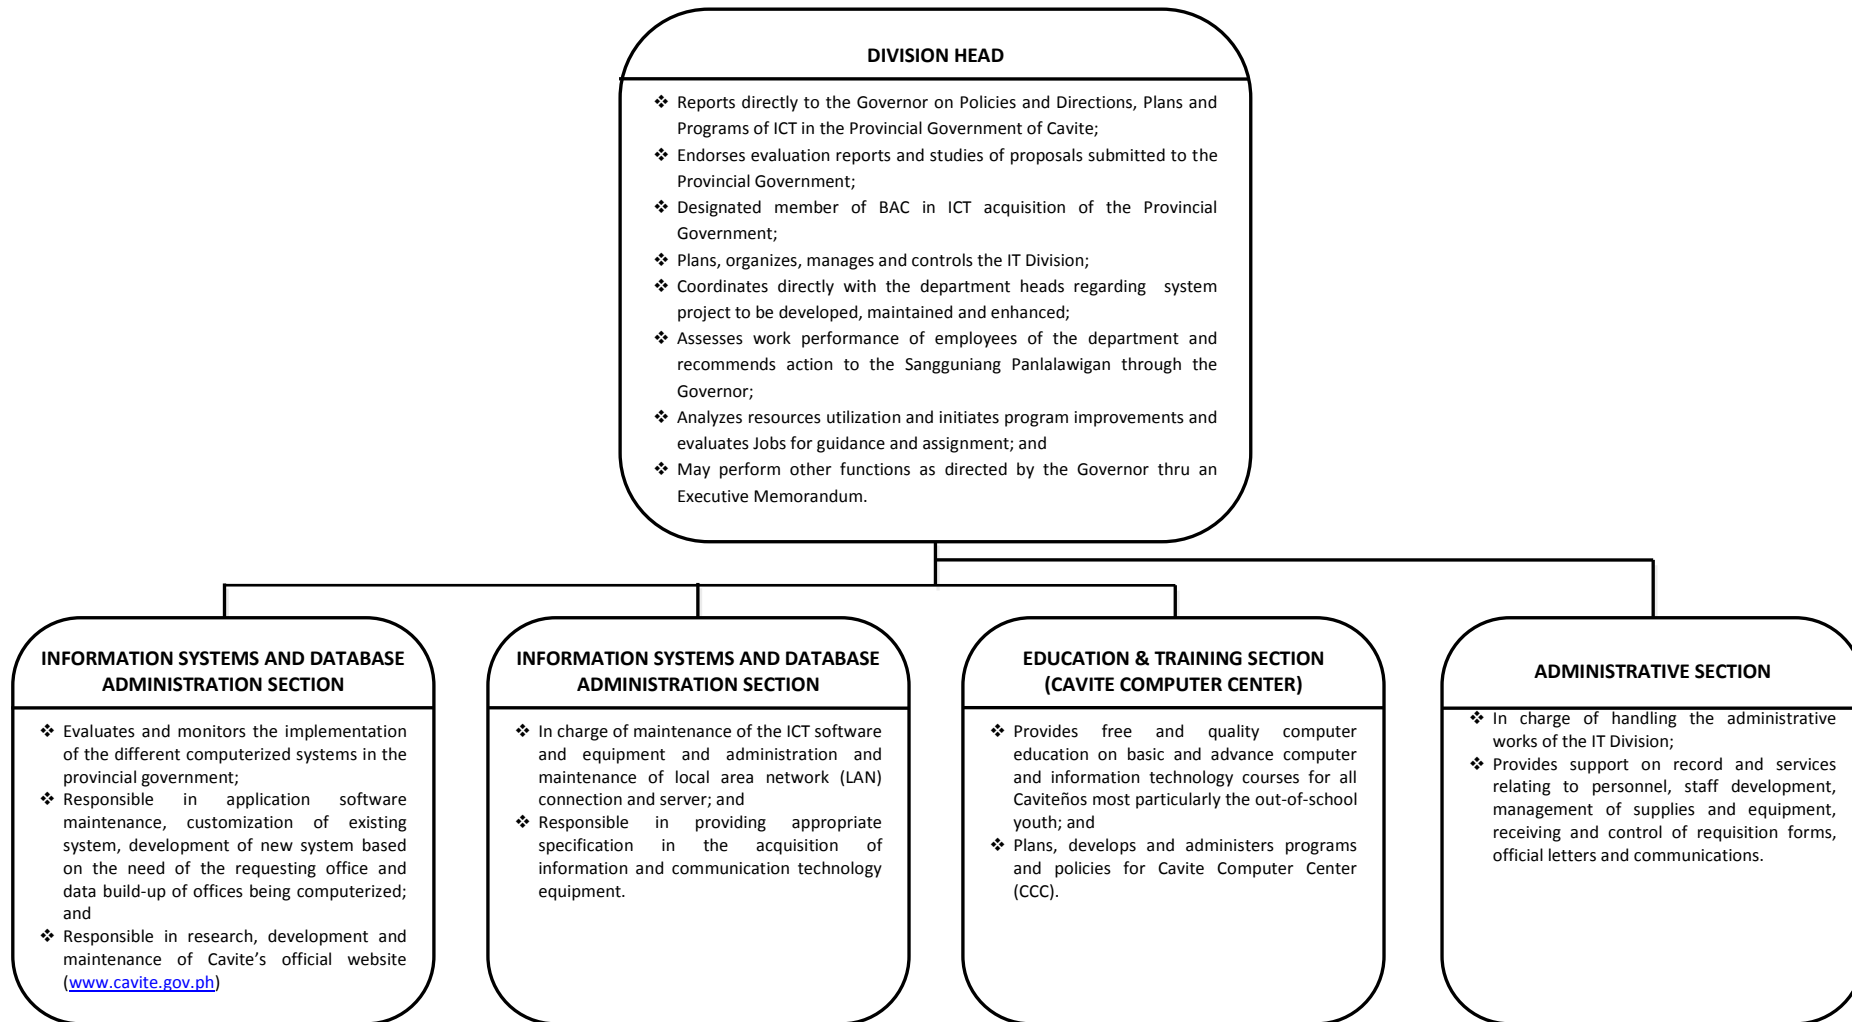 DIVISION HEAD
❖ Reports directly to the Governor on Policies and Directions, Plans and
Programs of ICT in the Provincial Government of Cavite;
❖ Endorses evaluation reports and studies of proposals submitted to the
Provincial Government;
❖ Designated member of BAC in ICT acquisition of the Provincial
Government;
❖ Plans, organizes, manages and controls the IT Division;
❖ Coordinates directly with the department heads regarding system
project to be developed, maintained and enhanced;
❖ Assesses work performance of employees of the department and
recommends action to the Sangguniang Panlalawigan through the
Governor;
❖ Analyzes resources utilization and initiates program improvements and
evaluates Jobs for guidance and assignment; and
❖ May perform other functions as directed by the Governor thru an
Executive Memorandum.
INFORMATION SYSTEMS AND DATABASE
ADMINISTRATION SECTION
❖ Evaluates and monitors the implementation
of the different computerized systems in the
provincial government;
❖ Responsible in application software
maintenance, customization of existing
system, development of new system based
on the need of the requesting office and
data build-up of offices being computerized;
and
❖ Responsible in research, development and
maintenance of Cavite’s official website
(www.cavite.gov.ph)
INFORMATION SYSTEMS AND DATABASE
ADMINISTRATION SECTION
❖ In charge of maintenance of the ICT software
and equipment and administration and
maintenance of local area network (LAN)
connection and server; and
❖ Responsible in providing appropriate
specification in the acquisition of
information and communication technology
equipment.
EDUCATION & TRAINING SECTION
(CAVITE COMPUTER CENTER)
❖ Provides free and quality computer
education on basic and advance computer
and information technology courses for all
Caviteños most particularly the out-of-school
youth; and
❖ Plans, develops and administers programs
and policies for Cavite Computer Center
(CCC).
ADMINISTRATIVE SECTION
❖ In charge of handling the administrative
works of the IT Division;
❖ Provides support on record and services
relating to personnel, staff development,
management of supplies and equipment,
receiving and control of requisition forms,
official letters and communications.